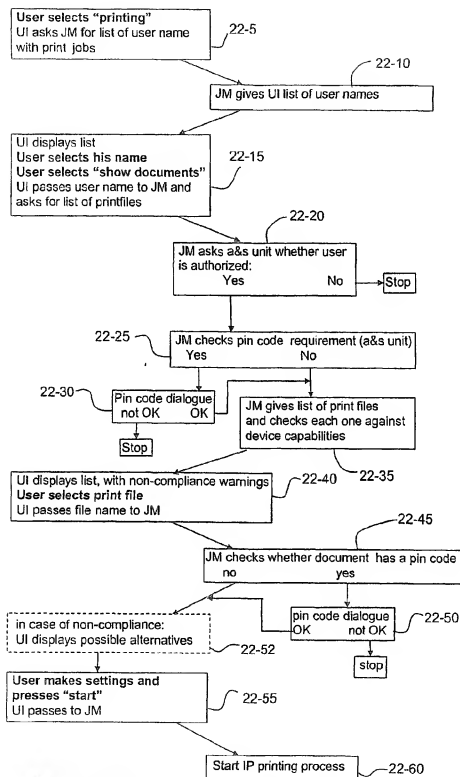 User selects "printing"
UI asks JM for list of user name
with print jobs
22-5
22-10
JM gives UI list of user names
UI displays list
User selects his name
User selects "show documents"
UI passes user name to JM and
asks for list of printfiles
22-15
22-20
JM asks a&s unit whether user
is authorized:
Yes No
Stop
22-25
JM checks pin code requirement (a&s unit)
Yes No
22-30
Pin code dialogue
not OK OK
Stop
JM gives list of print files
and checks each one against
device capabilities
22-35
UI displays list, with non-compliance warnings
User selects print file
UI passes file name to JM
22-40
22-45
JM checks whether document has a pin code
no yes
pin code dialogue
OK not OK
22-50
stop
in case of non-compliance:
UI displays possible alternatives
22-52
User makes settings and
presses "start"
UI passes to JM
22-55
Start IP printing process
22-60